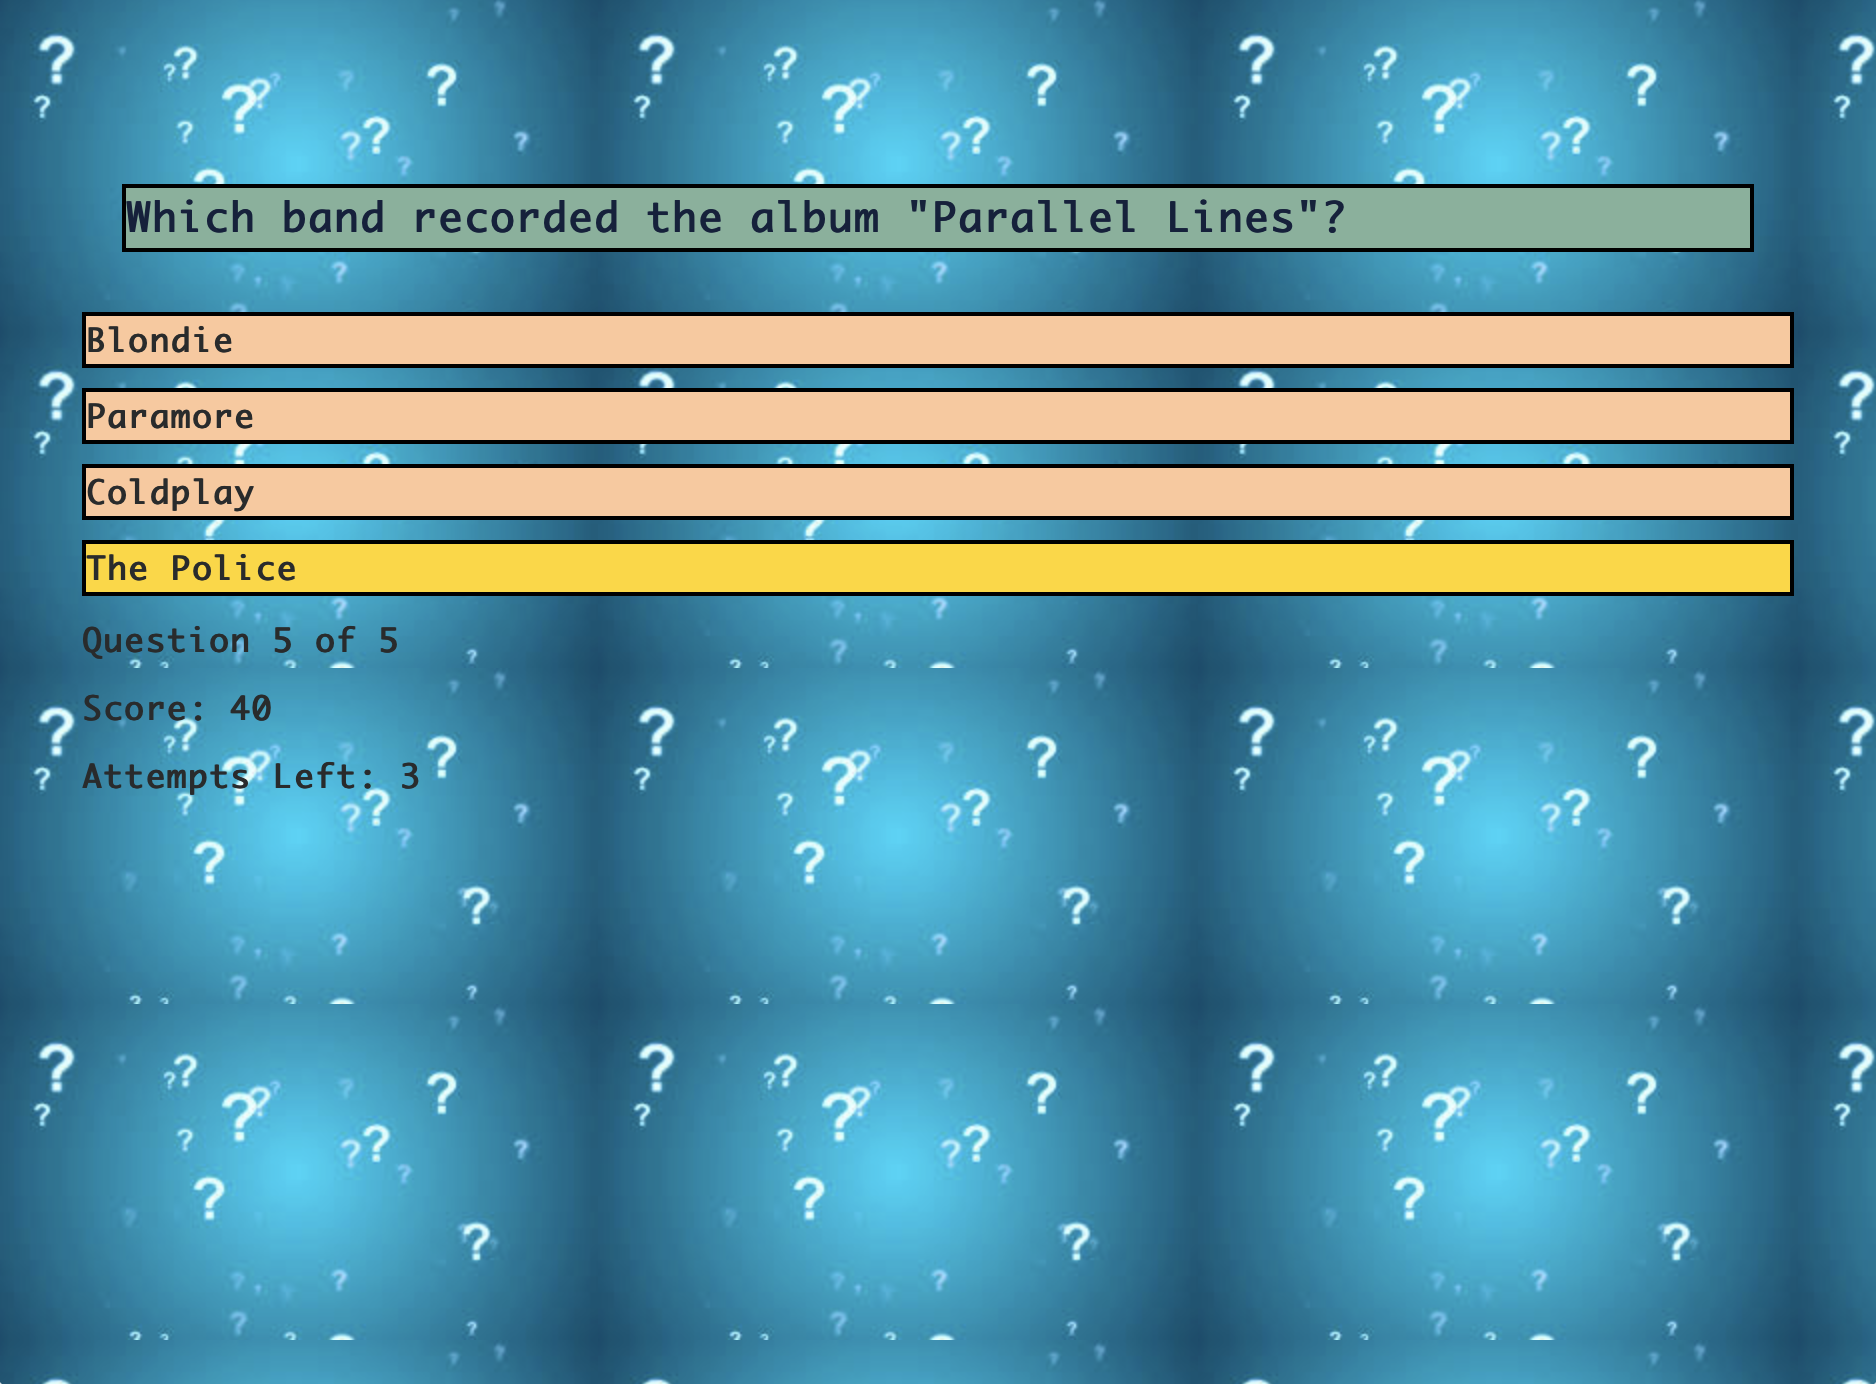 Which band recorded the album "Parallel Lines"?
Blondie
Paramore
Coldplay
The Police
Question 5 of 5
Score: 40
Attempts Left: 3